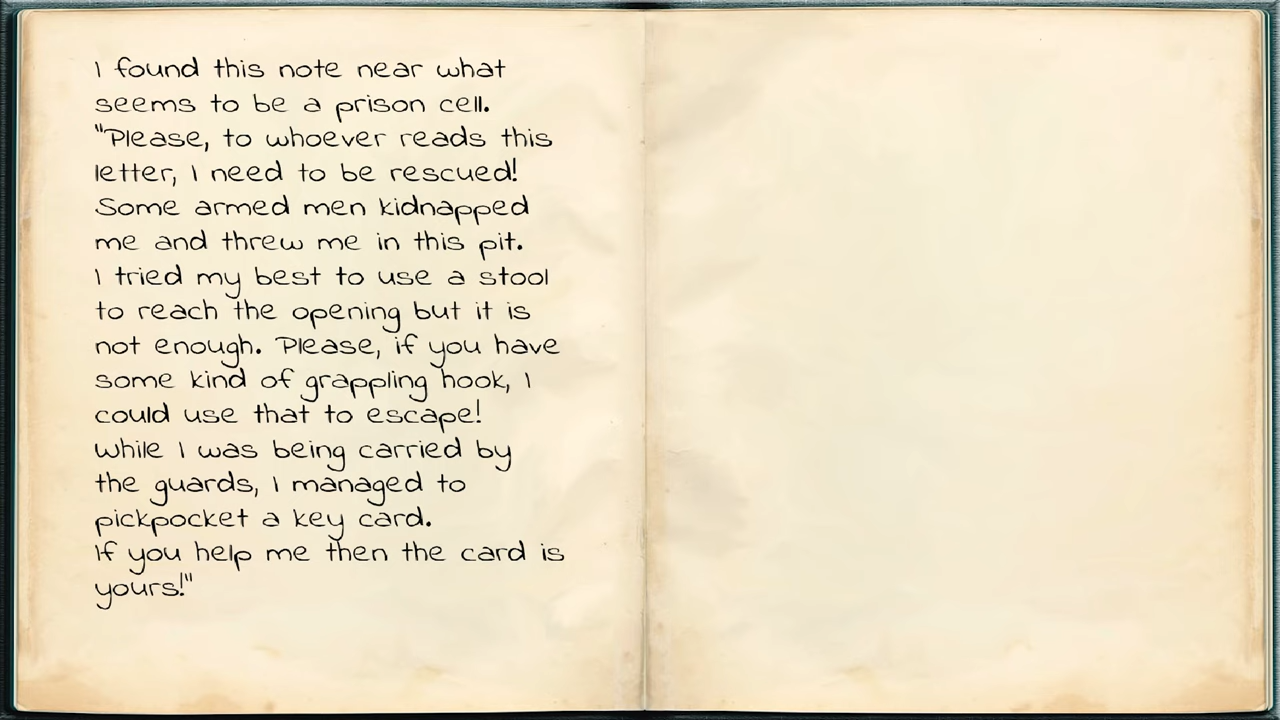 I found this note near what
seems to be a prison cell.
"Please, to whoever reads this
letter, I need to be rescued!
Some armed men kidnapped
me and threw me in this pit.
I tried my best to use a stool
to reach the opening but it is
not enough. Please, if you have
some kind of grappling hook, I
could use that to escape!
While I was being carried by
the guards, I managed to
pickpocket a key card.
If you help me then the card is
yours!"